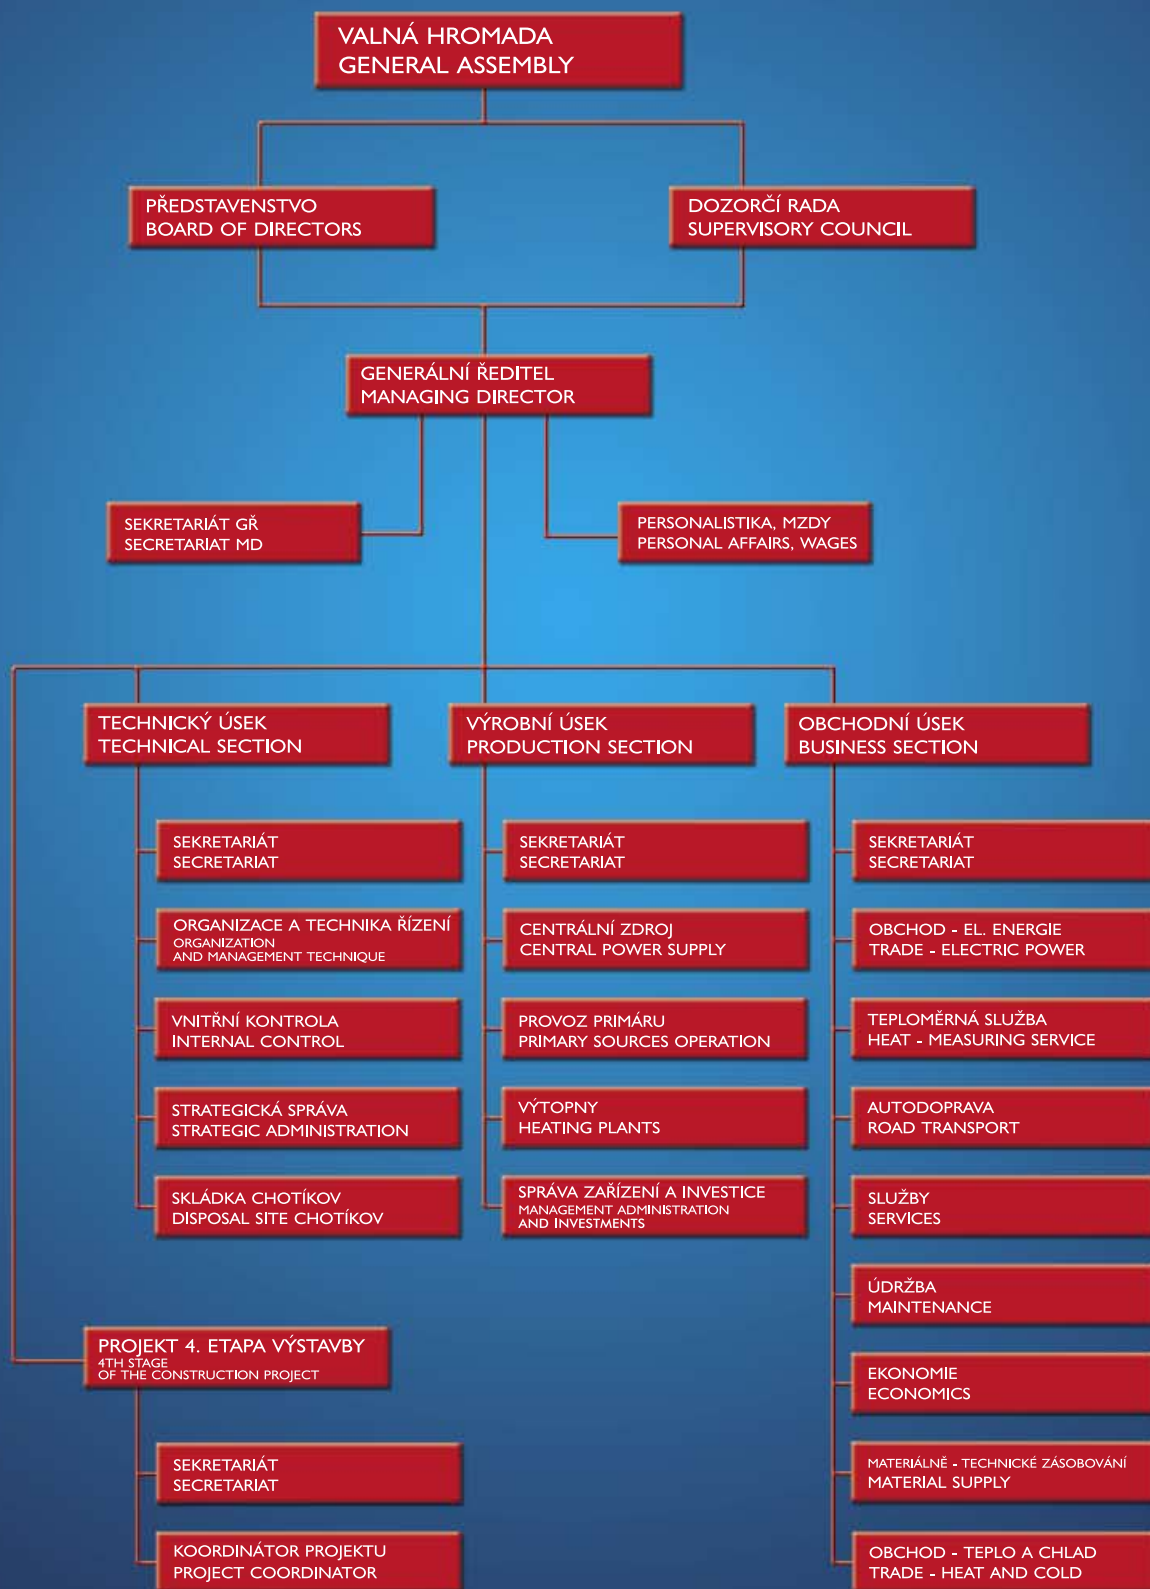 VALNÁ HROMADA
GENERAL ASSEMBLY
PŘEDSTAVENSTVO
BOARD OF DIRECTORS
DOZORČÍ RADA
SUPERVISORY COUNCIL
GENERÁLNÍ ŘEDITEL
MANAGING DIRECTOR
SEKRETARIÁT GŘ
SECRETARIAT MD
PERSONALISTIKA, MZDY
PERSONAL AFFAIRS, WAGES
TECHNICKÝ ÚSEK
TECHNICAL SECTION
SEKRETARIÁT
SECRETARIAT
ORGANIZACE A TECHNIKA ŘÍZENÍ
ORGANIZATION
AND MANAGEMENT TECHNIQUE
VNITŘNÍ KONTROLA
INTERNAL CONTROL
STRATEGICKÁ SPRÁVA
STRATEGIC ADMINISTRATION
SKLÁDKA CHOTÍKOV
DISPOSAL SITE CHOTÍKOV
VÝROBNÍ ÚSEK
PRODUCTION SECTION
SEKRETARIÁT
SECRETARIAT
CENTRÁLNÍ ZDROJ
CENTRAL POWER SUPPLY
PROVOZ PRIMÁRU
PRIMARY SOURCES OPERATION
VÝTOPNY
HEATING PLANTS
SPRÁVA ZAŘÍZENÍ A INVESTICE
MANAGEMENT ADMINISTRATION
AND INVESTMENTS
OBCHODNÍ ÚSEK
BUSINESS SECTION
SEKRETARIÁT
SECRETARIAT
OBCHOD - EL. ENERGIE
TRADE - ELECTRIC POWER
TEPLOMĚRNÁ SLUŽBA
HEAT - MEASURING SERVICE
AUTODOPRAVA
ROAD TRANSPORT
SLUŽBY
SERVICES
ÚDRŽBA
MAINTENANCE
EKONOMIE
ECONOMICS
MATERIÁLNĚ - TECHNICKÉ ZÁSOBOVÁNÍ
MATERIAL SUPPLY
OBCHOD - TEPLO A CHLAD
TRADE - HEAT AND COLD
PROJEKT 4. ETAPA VÝSTAVBY
4TH STAGE
OF THE CONSTRUCTION PROJECT
SEKRETARIÁT
SECRETARIAT
KOORDINÁTOR PROJEKTU
PROJECT COORDINATOR